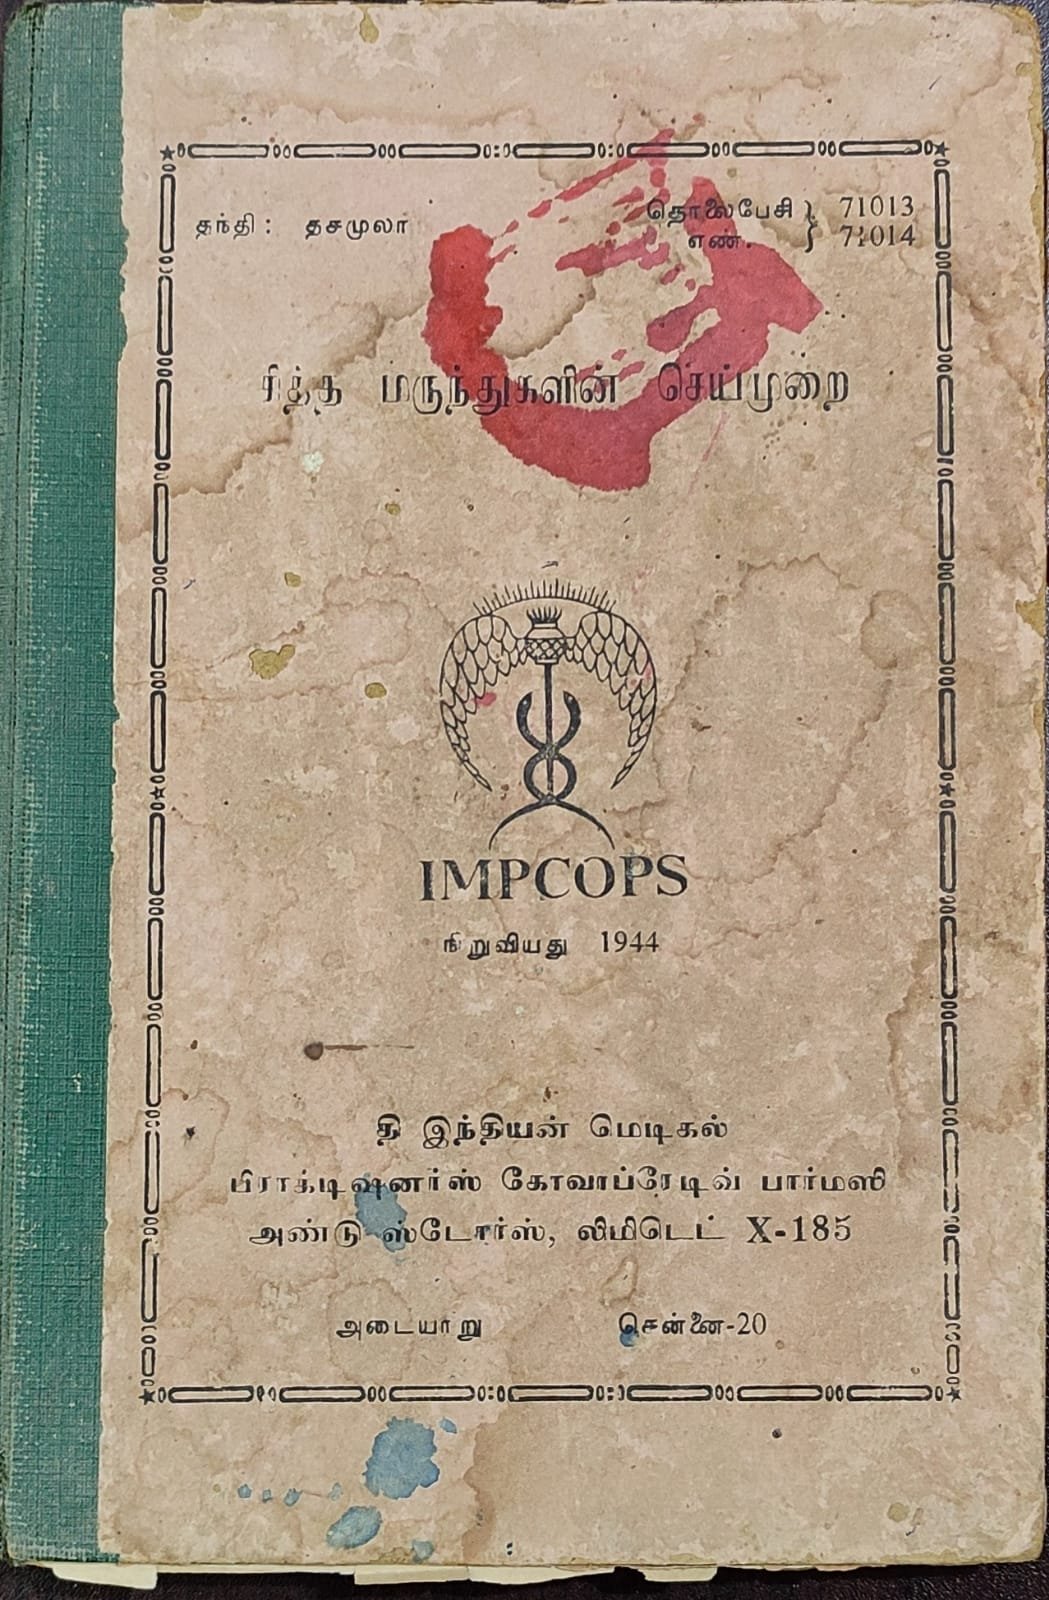 தந்தி : தசமுலா
தொலைபேசி எண். } 71013
71014
சித்த மருந்துகளின் செய்முறை
IMPCOPS
நிறுவியது 1944
தி இந்தியன் மெடிகல்
பிராக்டிஷனர்ஸ் கோவாப்ரேடிவ் பார்மஸி
அண்டு ஸ்டோர்ஸ், லிமிடெட் X-185
அடையாறு சென்னை-20